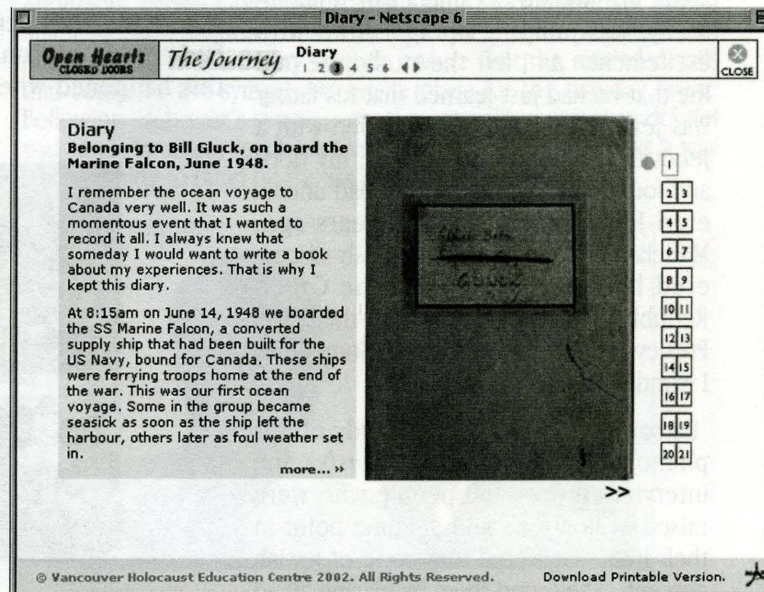 Diary - Netscape 6
Open Hearts
CLOSED DOORS
The Journey
Diary
1 2 3 4 5 6
CLOSE
Diary
Belonging to Bill Gluck, on board the
Marine Falcon, June 1948.
I remember the ocean voyage to
Canada very well. It was such a
momentous event that I wanted to
record it all. I always knew that
someday I would want to write a book
about my experiences. That is why I
kept this diary.
At 8:15am on June 14, 1948 we boarded
the SS Marine Falcon, a converted
supply ship that had been built for the
US Navy, bound for Canada. These ships
were ferrying troops home at the end of
the war. This was our first ocean
voyage. Some in the group became
seasick as soon as the ship left the
harbour, others later as foul weather set
in.
more... »
1
2 3
4 5
6 7
8 9
10 11
12 13
14 15
16 17
18 19
20 21
>>
© Vancouver Holocaust Education Centre 2002. All Rights Reserved.
Download Printable Version.